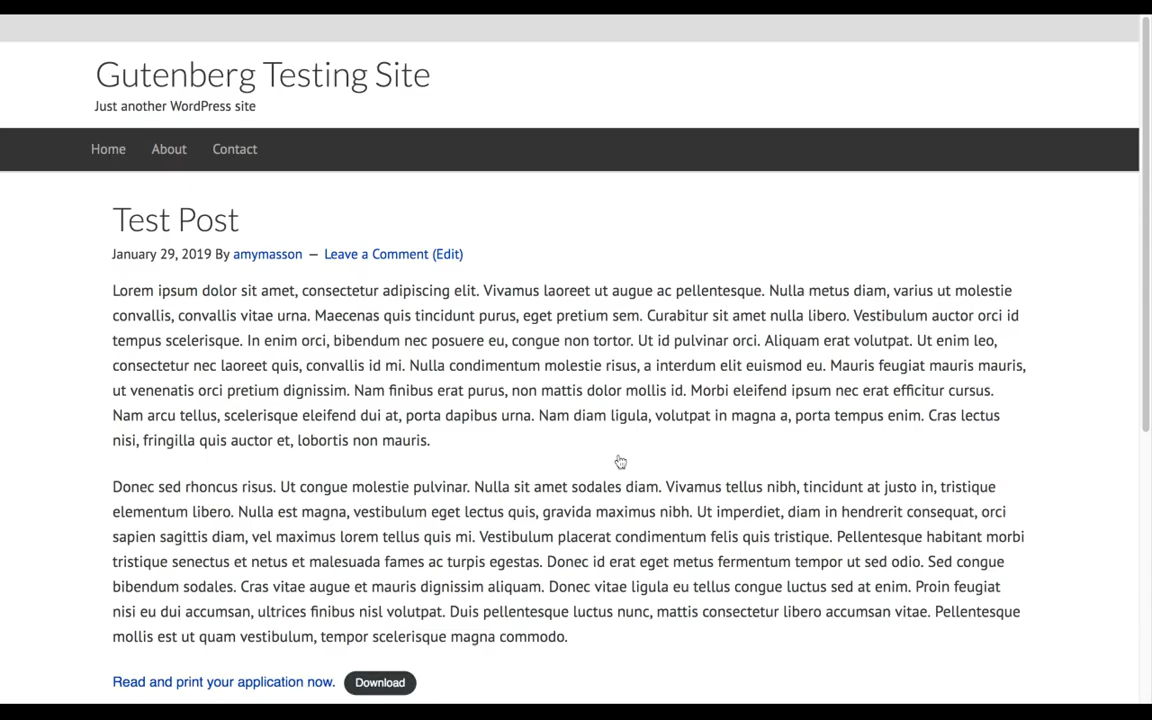 Gutenberg Testing Site
Just another WordPress site
Home About Contact
Test Post
January 29, 2019 By amymasson — Leave a Comment (Edit)
Lorem ipsum dolor sit amet, consectetur adipiscing elit. Vivamus laoreet ut augue ac pellentesque. Nulla metus diam, varius ut molestie
convallis, convallis vitae urna. Maecenas quis tincidunt purus, eget pretium sem. Curabitur sit amet nulla libero. Vestibulum auctor orci id
tempus scelerisque. In enim orci, bibendum nec posuere eu, congue non tortor. Ut id pulvinar orci. Aliquam erat volutpat. Ut enim leo,
consectetur nec laoreet quis, convallis id mi. Nulla condimentum molestie risus, a interdum elit euismod eu. Mauris feugiat mauris mauris,
ut venenatis orci pretium dignissim. Nam finibus erat purus, non mattis dolor mollis id. Morbi eleifend ipsum nec erat efficitur cursus.
Nam arcu tellus, scelerisque eleifend dui at, porta dapibus urna. Nam diam ligula, volutpat in magna a, porta tempus enim. Cras lectus
nisi, fringilla quis auctor et, lobortis non mauris.
Donec sed rhoncus risus. Ut congue molestie pulvinar. Nulla sit amet sodales diam. Vivamus tellus nibh, tincidunt at justo in, tristique
elementum libero. Nulla est magna, vestibulum eget lectus quis, gravida maximus nibh. Ut imperdiet, diam in hendrerit consequat, orci
sapien sagittis diam, vel maximus lorem tellus quis mi. Vestibulum placerat condimentum felis quis tristique. Pellentesque habitant morbi
tristique senectus et netus et malesuada fames ac turpis egestas. Donec id erat eget metus fermentum tempor ut sed odio. Sed congue
bibendum sodales. Cras vitae augue et mauris dignissim aliquam. Donec vitae ligula eu tellus congue luctus sed at enim. Proin feugiat
nisi eu dui accumsan, ultrices finibus nisl volutpat. Duis pellentesque luctus nunc, mattis consectetur libero accumsan vitae. Pellentesque
mollis est ut quam vestibulum, tempor scelerisque magna commodo.
Read and print your application now. Download